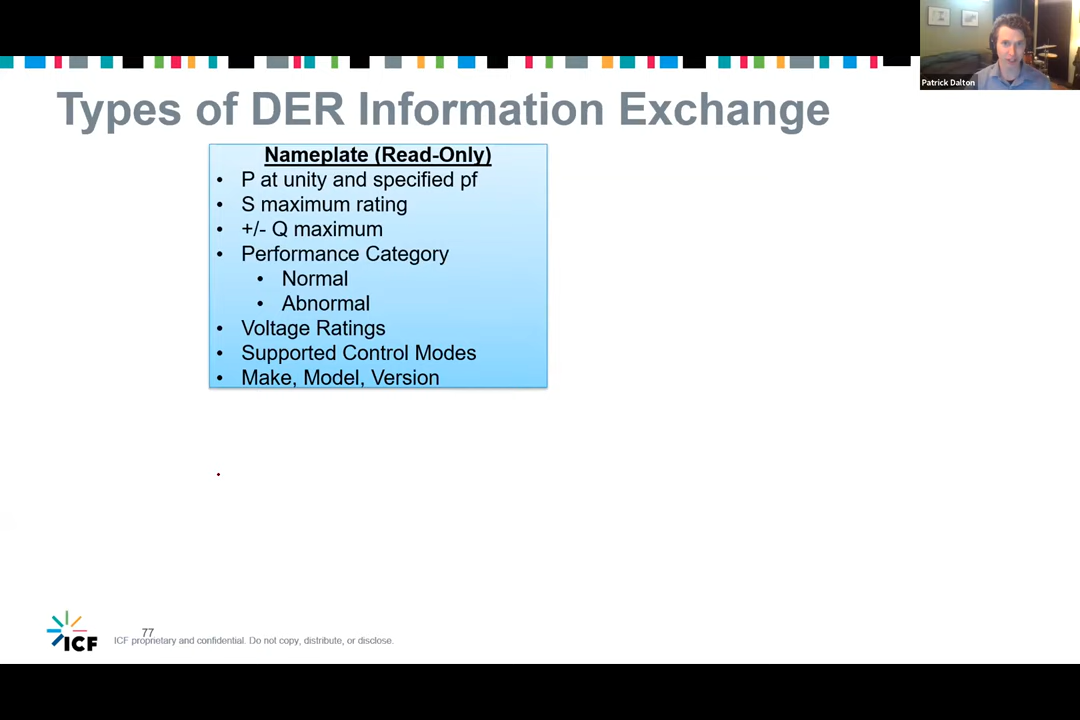 Patrick Dalton
Types of DER Information Exchange
Nameplate (Read-Only)
• P at unity and specified pf
• S maximum rating
• +/- Q maximum
• Performance Category
• Normal
• Abnormal
• Voltage Ratings
• Supported Control Modes
• Make, Model, Version
ICF
77
ICF proprietary and confidential. Do not copy, distribute, or disclose.